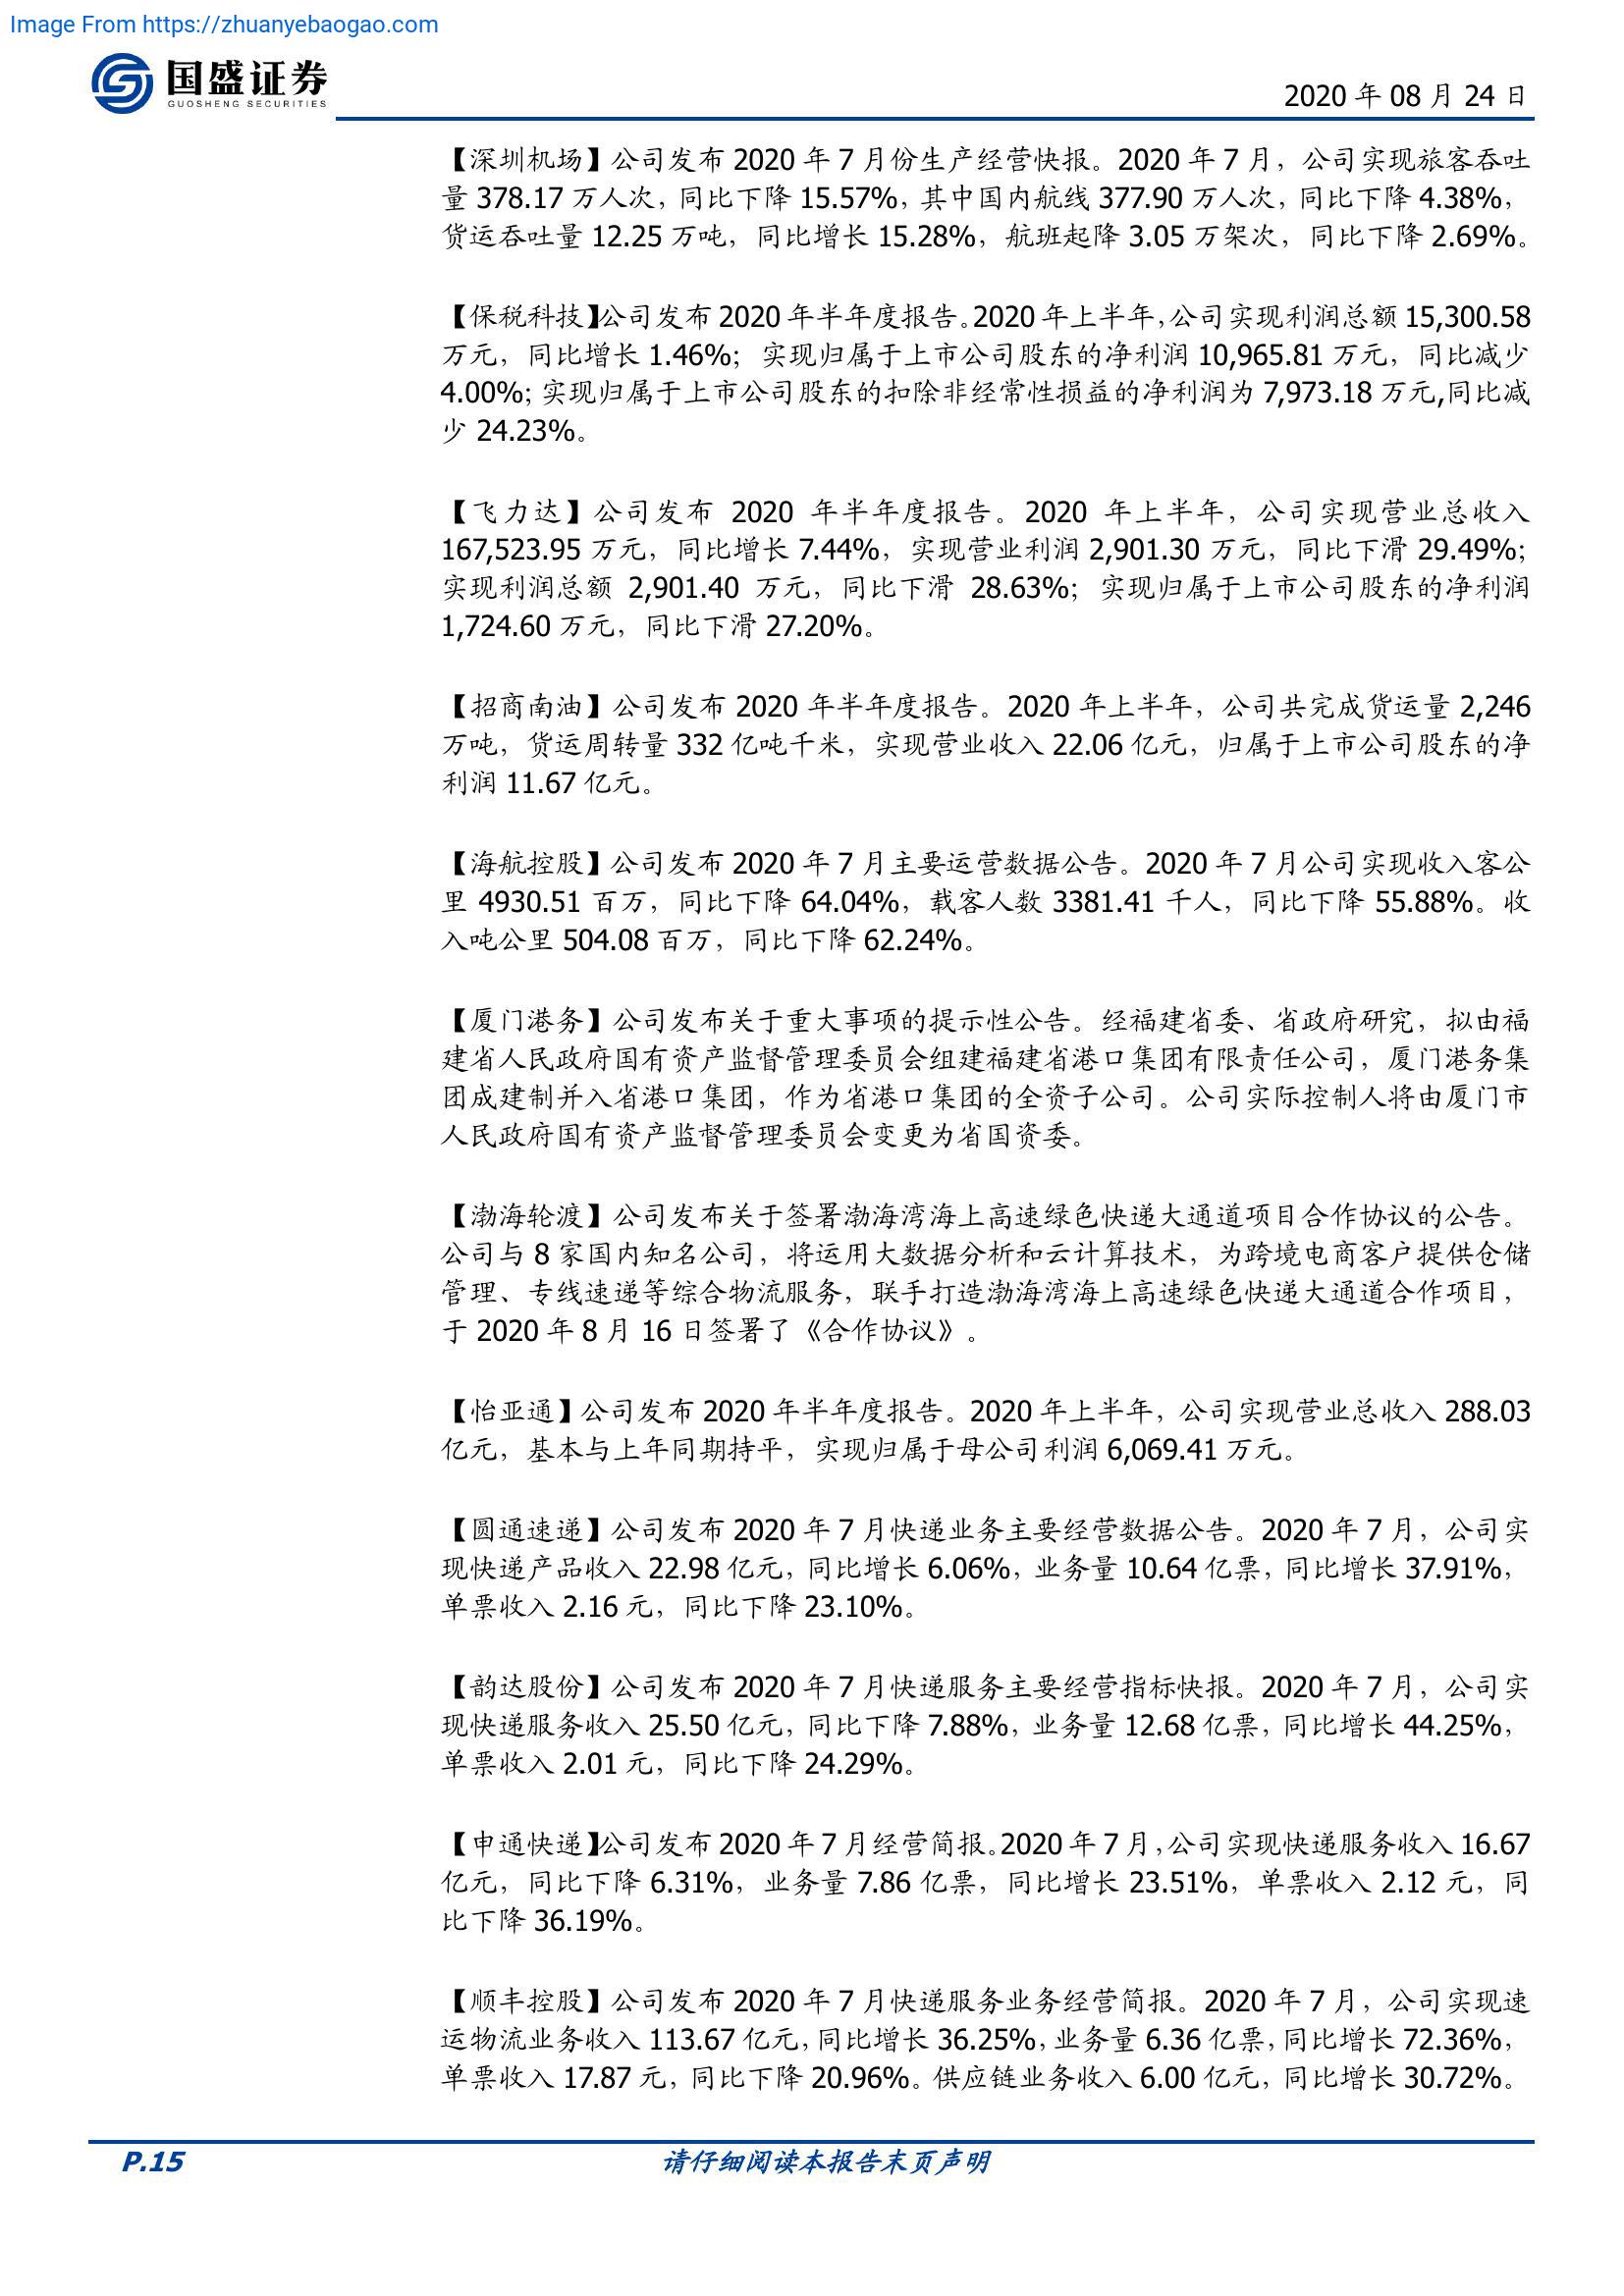 Image From https://zhuanyebaogao.com
国盛证券
GUOSHENG SECURITIES
2020 年 08 月 24 日
【深圳机场】公司发布 2020 年 7 月份生产经营快报。2020 年 7 月，公司实现旅客吞吐
量 378.17 万人次，同比下降 15.57%，其中国内航线 377.90 万人次，同比下降 4.38%，
货运吞吐量 12.25 万吨，同比增长 15.28%，航班起降 3.05 万架次，同比下降 2.69%。
【保税科技】公司发布 2020 年半年度报告。2020 年上半年，公司实现利润总额 15,300.58
万元，同比增长 1.46%；实现归属于上市公司股东的净利润 10,965.81 万元，同比减少
4.00%；实现归属于上市公司股东的扣除非经常性损益的净利润为 7,973.18 万元,同比减
少 24.23%。
【飞力达】公司发布 2020 年半年度报告。2020 年上半年，公司实现营业总收入
167,523.95 万元，同比增长 7.44%，实现营业利润 2,901.30 万元，同比下滑 29.49%；
实现利润总额 2,901.40 万元，同比下滑 28.63%；实现归属于上市公司股东的净利润
1,724.60 万元，同比下滑 27.20%。
【招商南油】公司发布 2020 年半年度报告。2020 年上半年，公司共完成货运量 2,246
万吨，货运周转量 332 亿吨千米，实现营业收入 22.06 亿元，归属于上市公司股东的净
利润 11.67 亿元。
【海航控股】公司发布 2020 年 7 月主要运营数据公告。2020 年 7 月公司实现收入客公
里 4930.51 百万，同比下降 64.04%，载客人数 3381.41 千人，同比下降 55.88%。收
入吨公里 504.08 百万，同比下降 62.24%。
【厦门港务】公司发布关于重大事项的提示性公告。经福建省委、省政府研究，拟由福
建省人民政府国有资产监督管理委员会组建福建省港口集团有限责任公司，厦门港务集
团成建制并入省港口集团，作为省港口集团的全资子公司。公司实际控制人将由厦门市
人民政府国有资产监督管理委员会变更为省国资委。
【渤海轮渡】公司发布关于签署渤海湾海上高速绿色快递大通道项目合作协议的公告。
公司与 8 家国内知名公司，将运用大数据分析和云计算技术，为跨境电商客户提供仓储
管理、专线速递等综合物流服务，联手打造渤海湾海上高速绿色快递大通道合作项目，
于 2020 年 8 月 16 日签署了《合作协议》。
【怡亚通】公司发布 2020 年半年度报告。2020 年上半年，公司实现营业总收入 288.03
亿元，基本与上年同期持平，实现归属于母公司利润 6,069.41 万元。
【圆通速递】公司发布 2020 年 7 月快递业务主要经营数据公告。2020 年 7 月，公司实
现快递产品收入 22.98 亿元，同比增长 6.06%，业务量 10.64 亿票，同比增长 37.91%，
单票收入 2.16 元，同比下降 23.10%。
【韵达股份】公司发布 2020 年 7 月快递服务主要经营指标快报。2020 年 7 月，公司实
现快递服务收入 25.50 亿元，同比下降 7.88%，业务量 12.68 亿票，同比增长 44.25%，
单票收入 2.01 元，同比下降 24.29%。
【申通快递】公司发布 2020 年 7 月经营简报。2020 年 7 月，公司实现快递服务收入 16.67
亿元，同比下降 6.31%，业务量 7.86 亿票，同比增长 23.51%，单票收入 2.12 元，同
比下降 36.19%。
【顺丰控股】公司发布 2020 年 7 月快递服务业务经营简报。2020 年 7 月，公司实现速
运物流业务收入 113.67 亿元，同比增长 36.25%，业务量 6.36 亿票，同比增长 72.36%，
单票收入 17.87 元，同比下降 20.96%。供应链业务收入 6.00 亿元，同比增长 30.72%。
P.15
请仔细阅读本报告末页声明